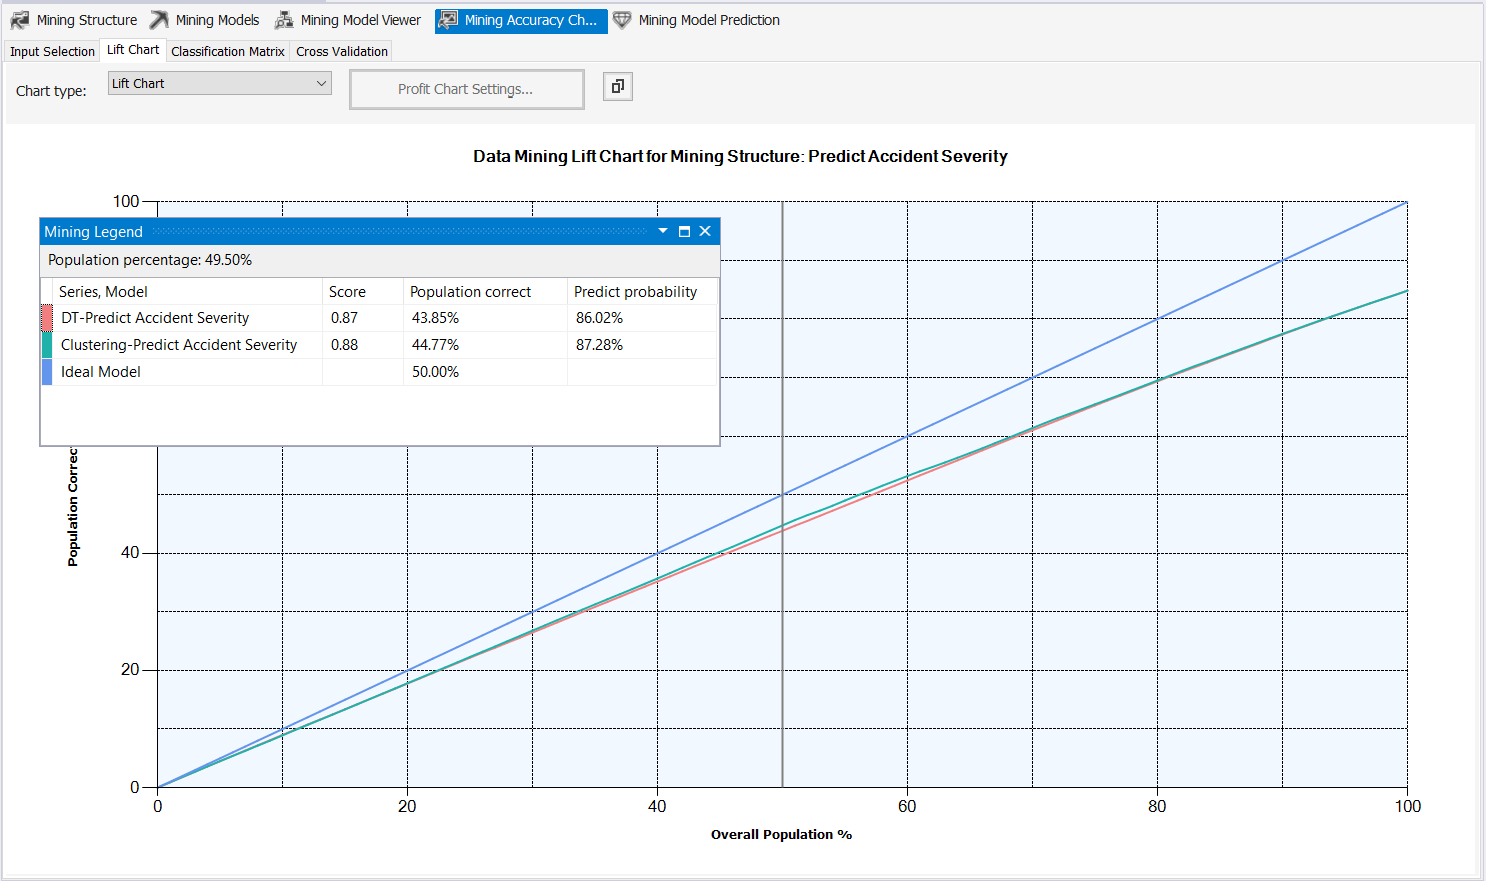 Mining Structure Mining Models Mining Model Viewer Mining Accuracy Ch... Mining Model Prediction
Input Selection Lift Chart Classification Matrix Cross Validation
Chart type: Lift Chart Profit Chart Settings...
Data Mining Lift Chart for Mining Structure: Predict Accident Severity
100
Mining Legend
Population percentage: 49.50%
Series, Model Score Population correct Predict probability
DT-Predict Accident Severity 0.87 43.85% 86.02%
Clustering-Predict Accident Severity 0.88 44.77% 87.28%
Ideal Model 50.00%
Population Correc
40
20
0
0 20 40 60 80 100
Overall Population %